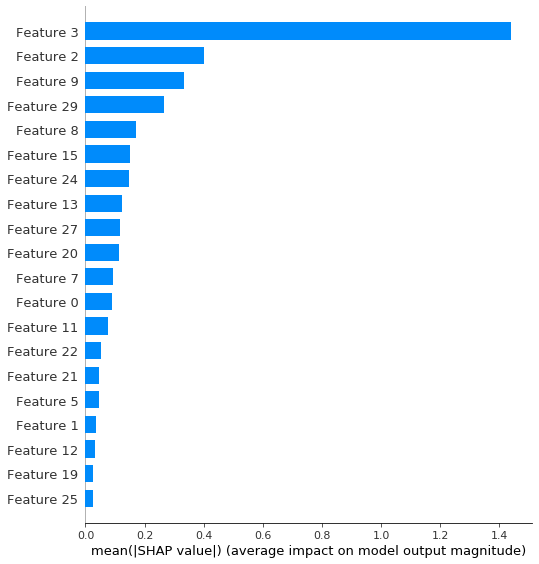 Feature 3
Feature 2
Feature 9
Feature 29
Feature 8
Feature 15
Feature 24
Feature 13
Feature 27
Feature 20
Feature 7
Feature 0
Feature 11
Feature 22
Feature 21
Feature 5
Feature 1
Feature 12
Feature 19
Feature 25
0.0 0.2 0.4 0.6 0.8 1.0 1.2 1.4
mean(|SHAP value|) (average impact on model output magnitude)